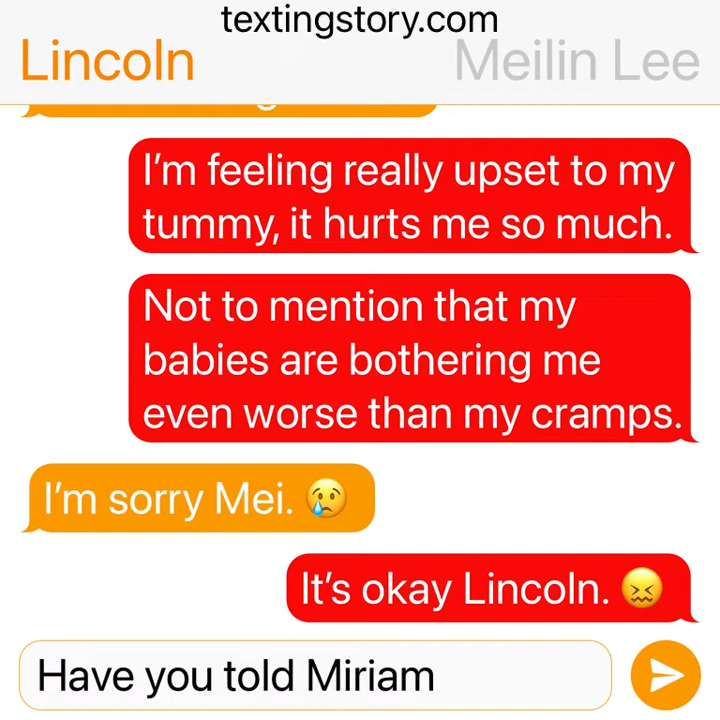 textingstory.com
Lincoln
Meilin Lee
I’m feeling really upset to my
tummy, it hurts me so much.
Not to mention that my
babies are bothering me
even worse than my cramps.
I’m sorry Mei. 😢
It’s okay Lincoln. 😖
Have you told Miriam